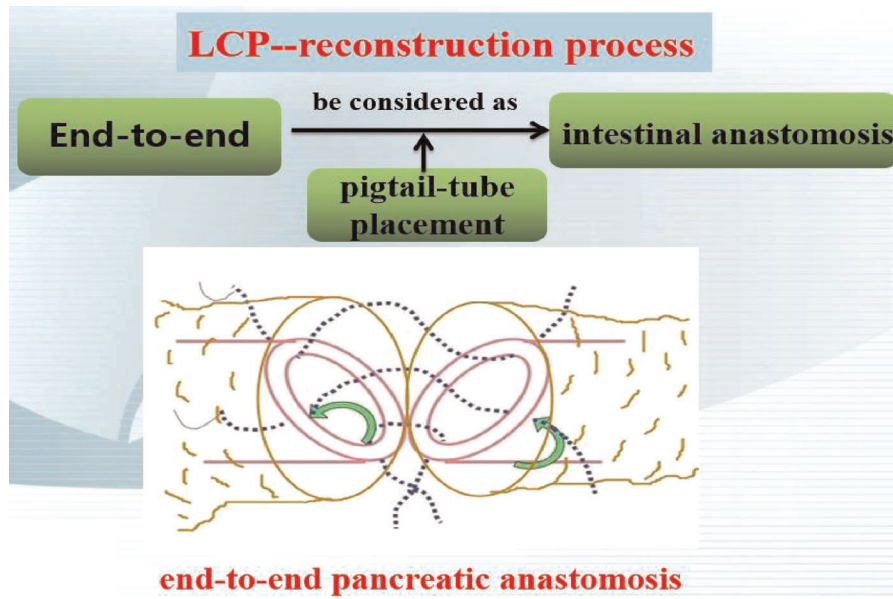 LCP--reconstruction process
be considered as
End-to-end
intestinal anastomosis
pigtail-tube
placement
end-to-end pancreatic anastomosis